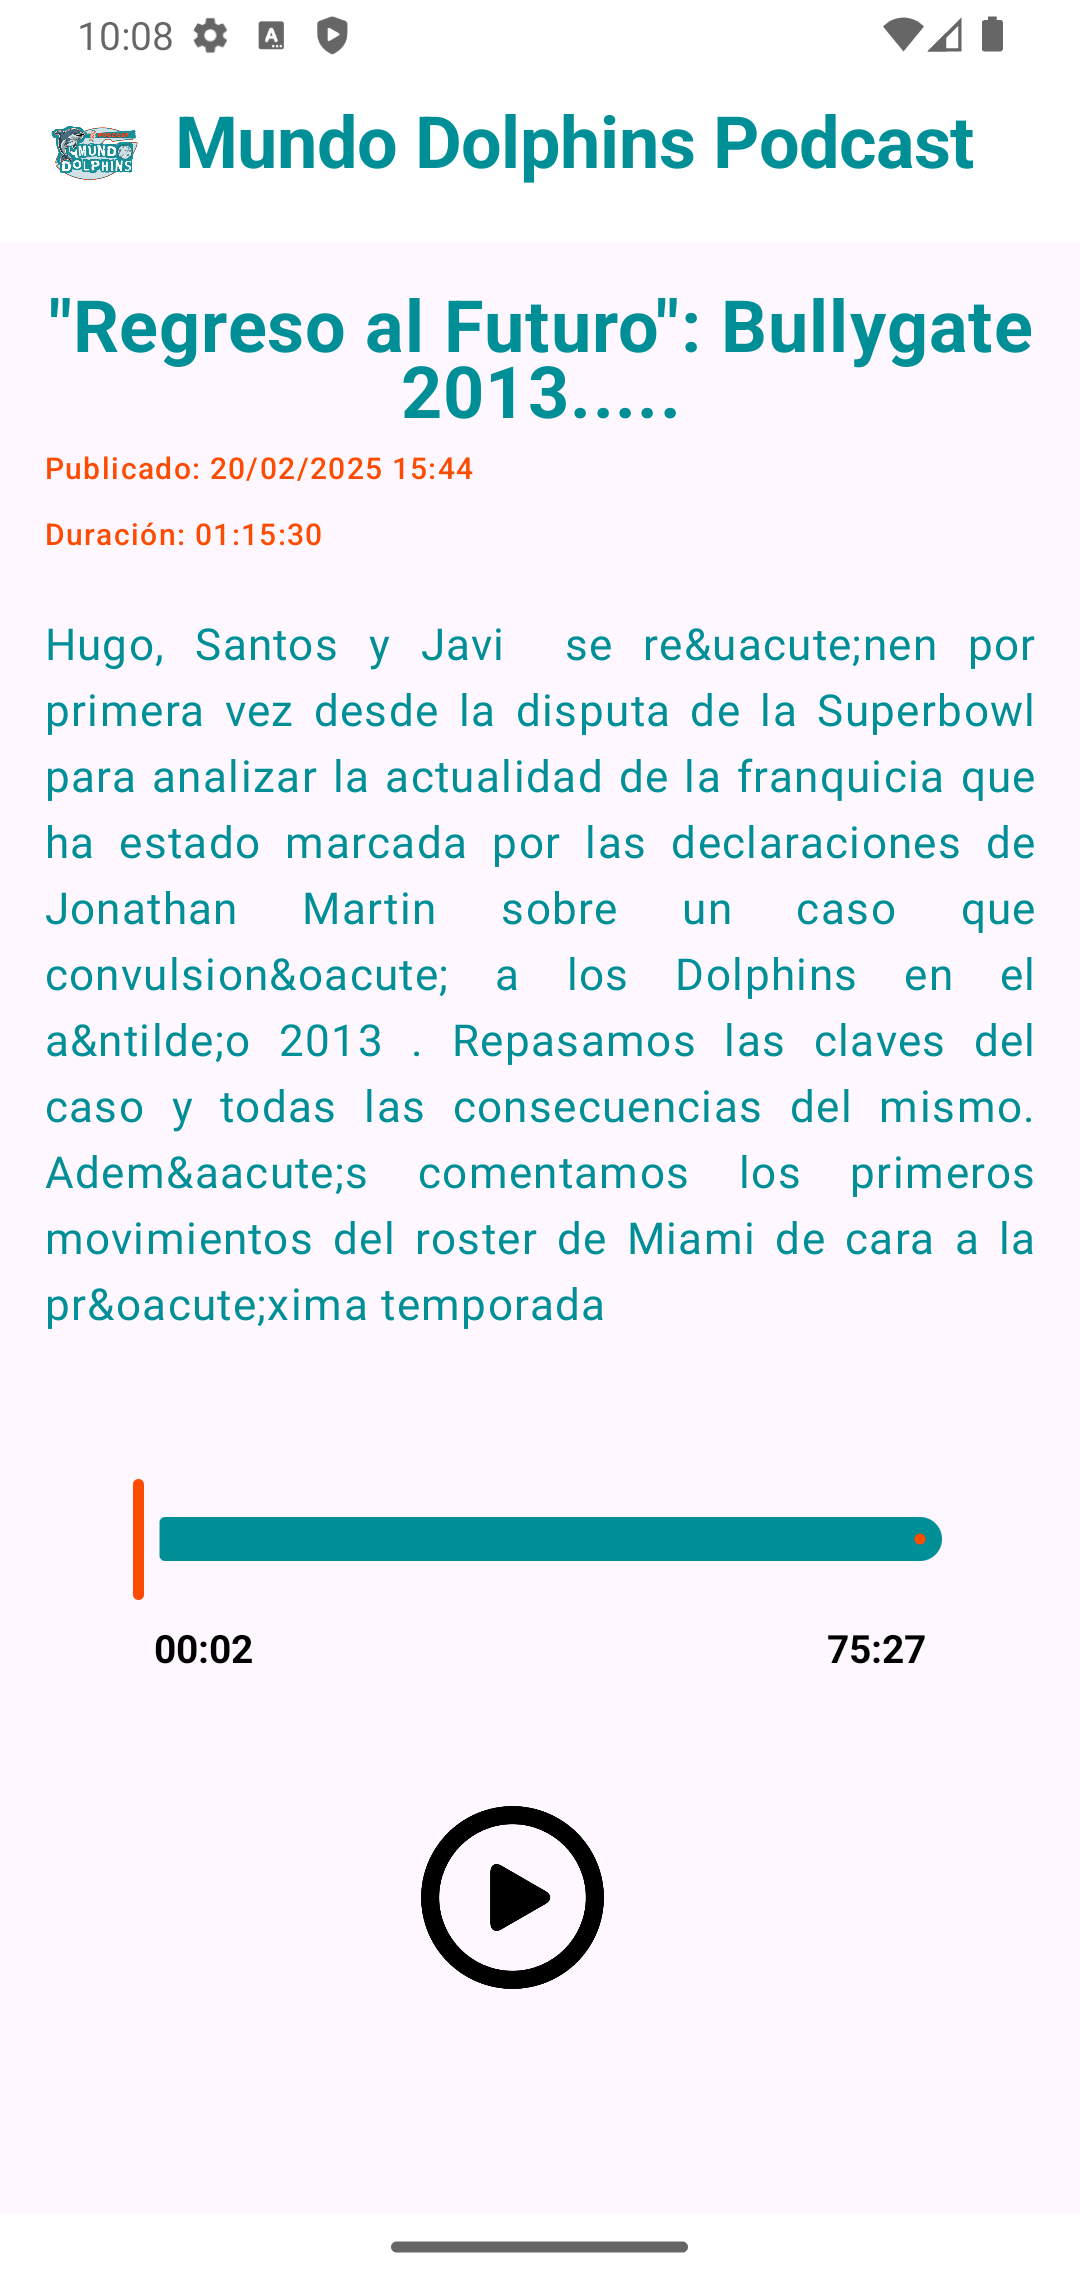 10:08
MUNDO
DOLPHINS
Mundo Dolphins Podcast
"Regreso al Futuro": Bullygate
2013.....
Publicado: 20/02/2025 15:44
Duración: 01:15:30
Hugo, Santos y Javi  se re&uacute;nen por
primera vez desde la disputa de la Superbowl
para analizar la actualidad de la franquicia que
ha estado marcada por las declaraciones de
Jonathan Martin sobre un caso que
convulsion&oacute; a los Dolphins en el
a&ntilde;o 2013 . Repasamos las claves del
caso y todas las consecuencias del mismo.
Adem&aacute;s comentamos los primeros
movimientos del roster de Miami de cara a la
pr&oacute;xima temporada
00:02 75:27